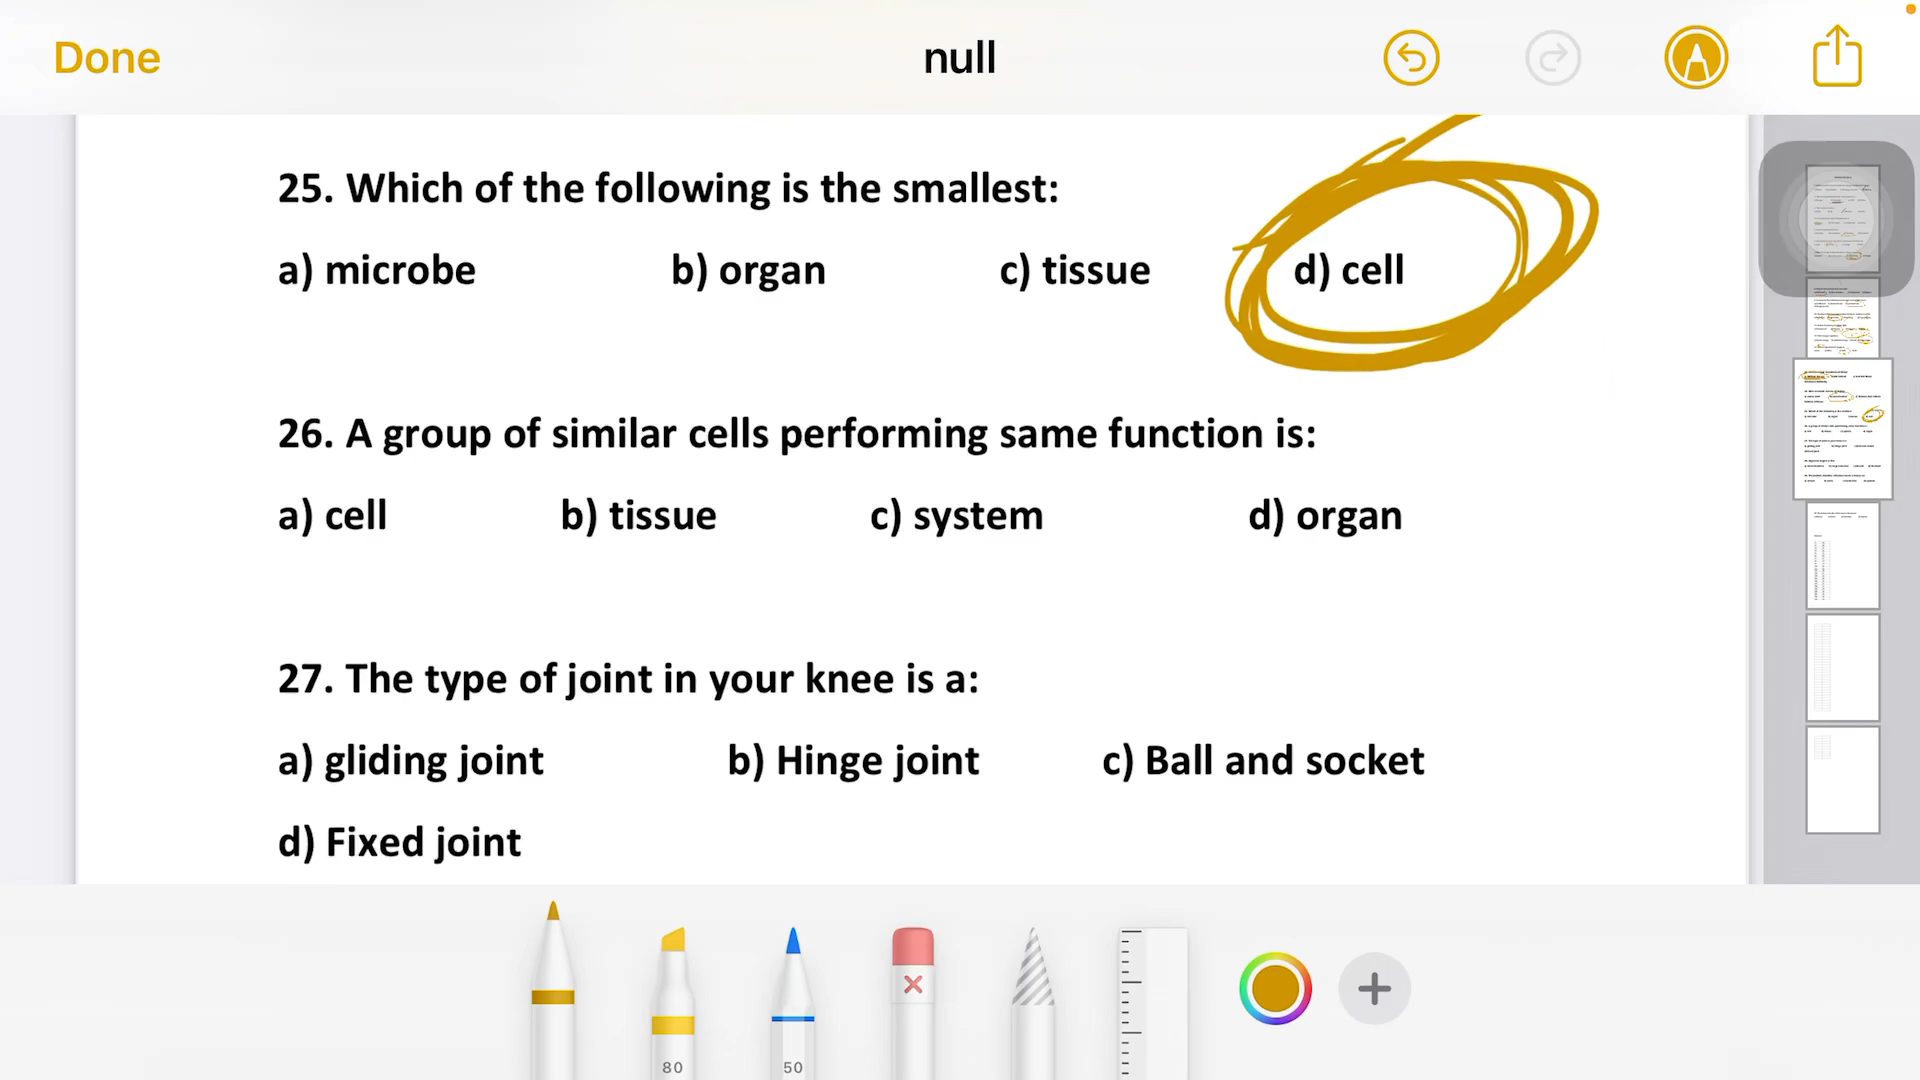 Done
null
25. Which of the following is the smallest:
a) microbe b) organ c) tissue d) cell
26. A group of similar cells performing same function is:
a) cell b) tissue c) system d) organ
27. The type of joint in your knee is a:
a) gliding joint b) Hinge joint c) Ball and socket
d) Fixed joint
80 50